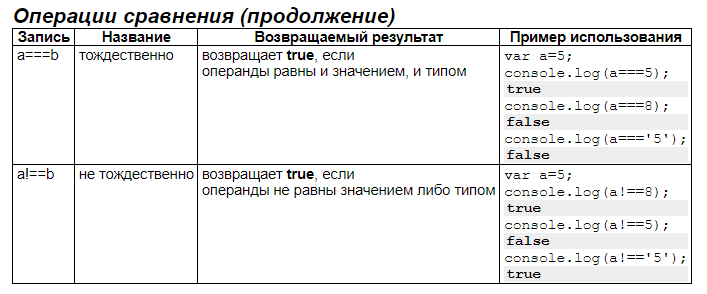 Операции сравнения (продолжение)
Запись Название Возвращаемый результат Пример использования
a===b тождественно возвращает true, если
операнды равны и значением, и типом
var a=5;
console.log(a===5);
true
console.log(a===8);
false
console.log(a==='5');
false
a!==b не тождественно возвращает true, если
операнды не равны значением либо типом
var a=5;
console.log(a!==8);
true
console.log(a!==5);
false
console.log(a!=='5');
true